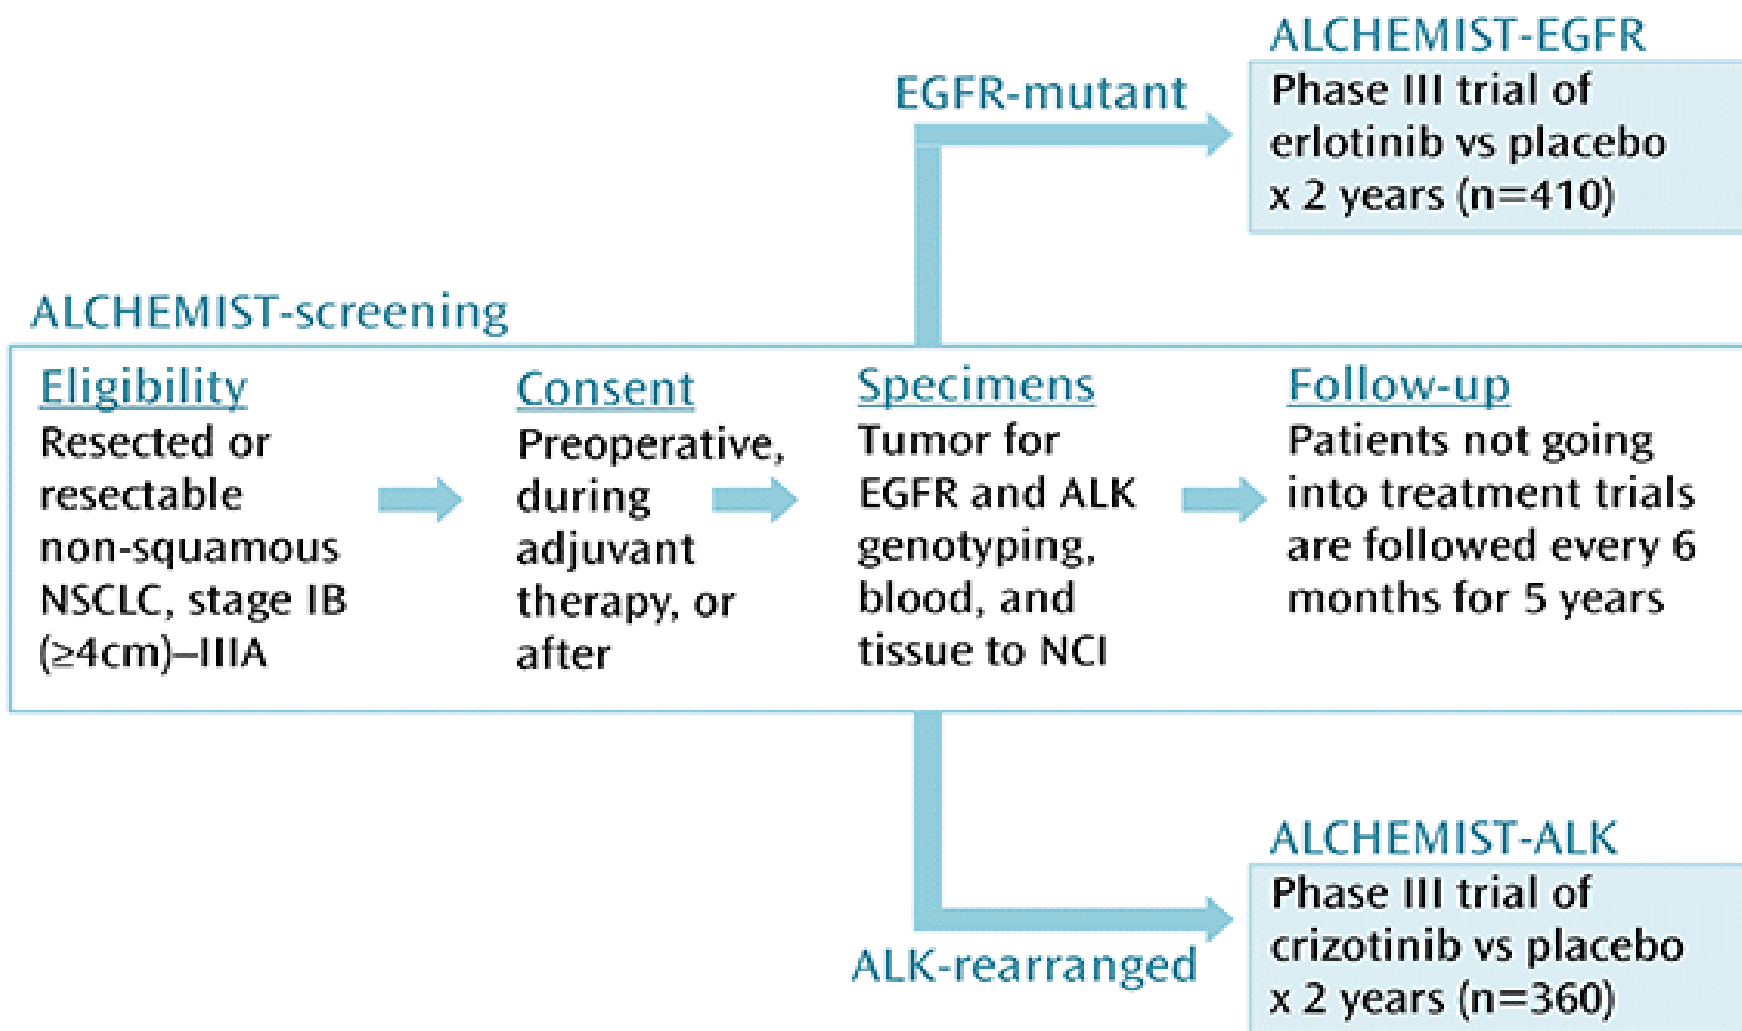 ALCHEMIST-EGFR
EGFR-mutant
Phase III trial of
erlotinib vs placebo
x 2 years (n=410)
ALCHEMIST-screening
Eligibility
Resected or
resectable
non-squamous
NSCLC, stage IB
(≥4cm)–IIIA
Consent
Preoperative,
during
adjuvant
therapy, or
after
Specimens
Tumor for
EGFR and ALK
genotyping,
blood, and
tissue to NCI
Follow-up
Patients not going
into treatment trials
are followed every 6
months for 5 years
ALK-rearranged
ALCHEMIST-ALK
Phase III trial of
crizotinib vs placebo
x 2 years (n=360)